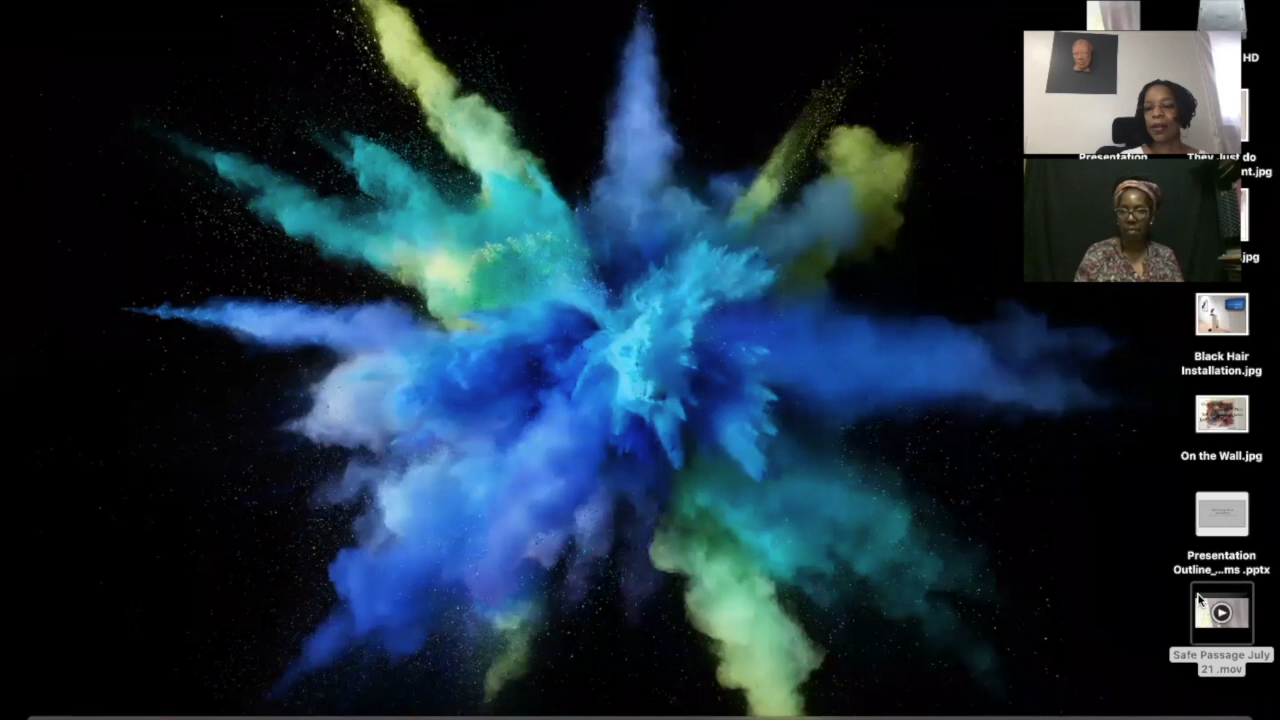 HD
Presentation
They Just do
nt.jpg
.jpg
Black Hair
Installation.jpg
On the Wall.jpg
Presentation
Outline_...ms .pptx
Safe Passage July
21 .mov